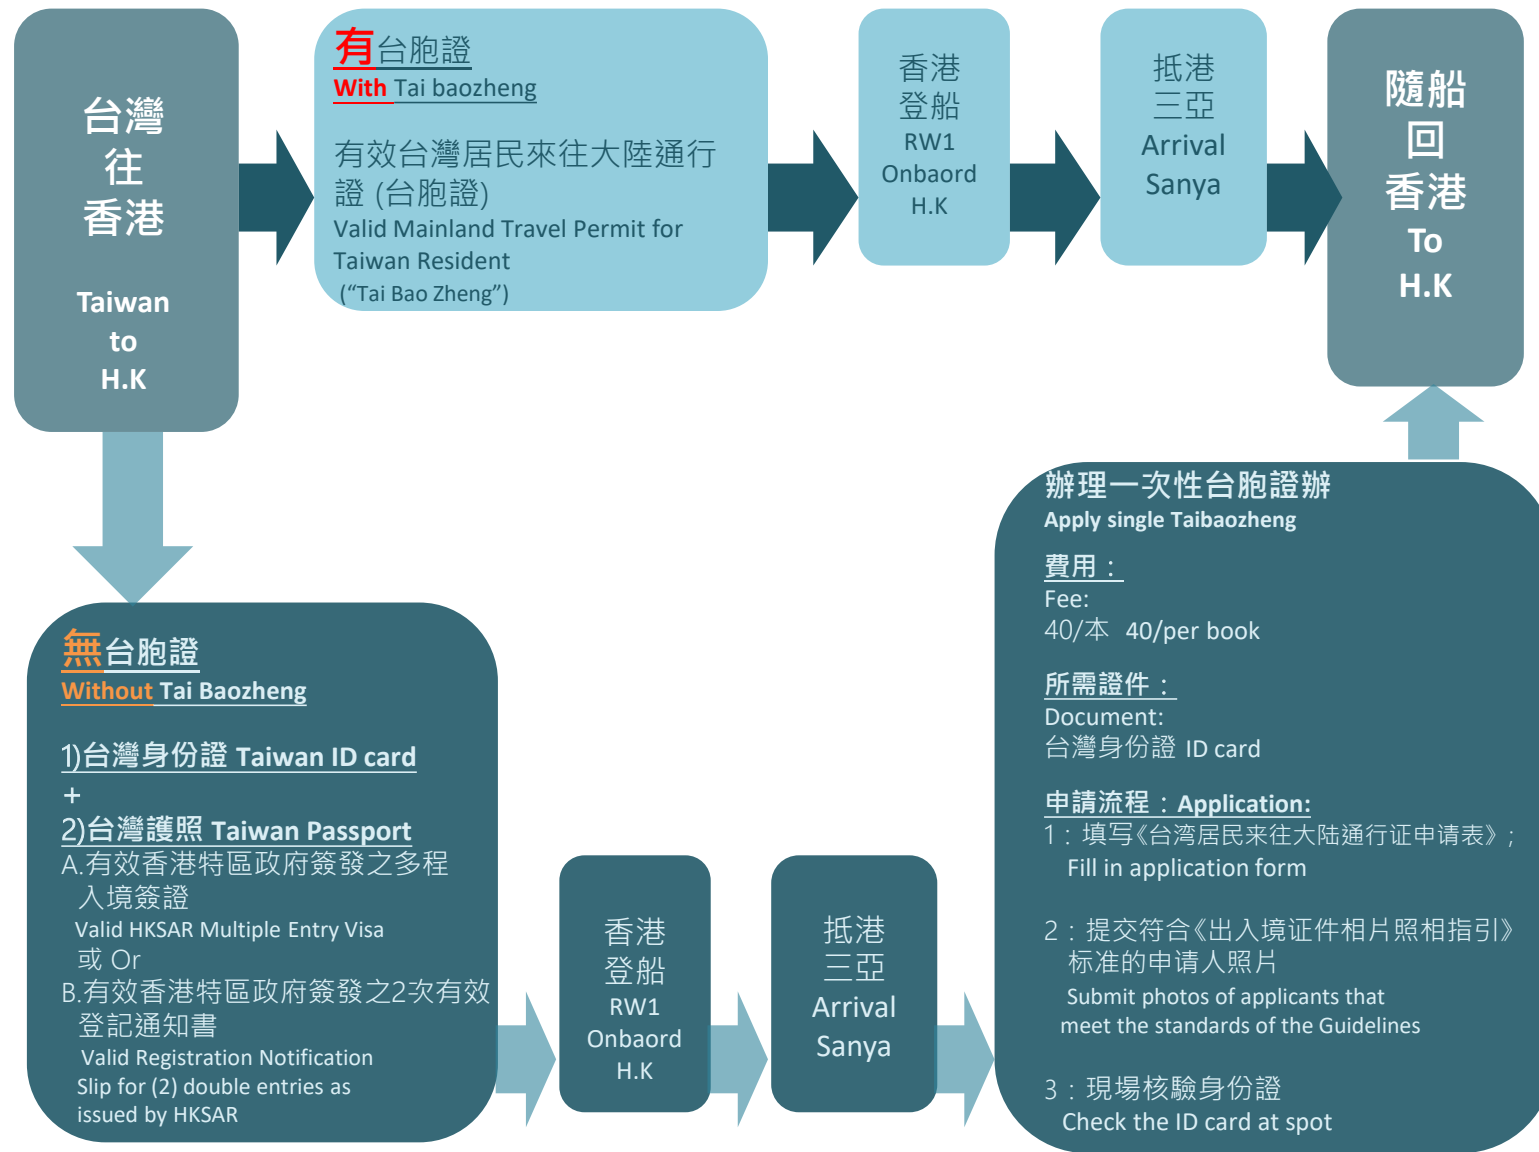 台灣
往
香港
Taiwan
to
H.K
有台胞證
With Tai baozheng
有效台灣居民來往大陸通行
證 (台胞證)
Valid Mainland Travel Permit for
Taiwan Resident
(“Tai Bao Zheng”)
香港
登船
RW1
Onbaord
H.K
抵港
三亞
Arrival
Sanya
隨船
回
香港
To
H.K
無台胞證
Without Tai Baozheng
1)台灣身份證 Taiwan ID card
+
2)台灣護照 Taiwan Passport
A.有效香港特區政府簽發之多程
入境簽證
Valid HKSAR Multiple Entry Visa
或 Or
B.有效香港特區政府簽發之2次有效
登記通知書
Valid Registration Notification
Slip for (2) double entries as
issued by HKSAR
香港
登船
RW1
Onbaord
H.K
抵港
三亞
Arrival
Sanya
辦理一次性台胞證辦
Apply single Taibaozheng
費用：
Fee:
40/本 40/per book
所需證件：
Document:
台灣身份證 ID card
申請流程：Application:
1：填写《台湾居民来往大陆通行证申请表》;
Fill in application form
2：提交符合《出入境证件相片照相指引》
标准的申请人照片
Submit photos of applicants that
meet the standards of the Guidelines
3：現場核驗身份證
Check the ID card at spot